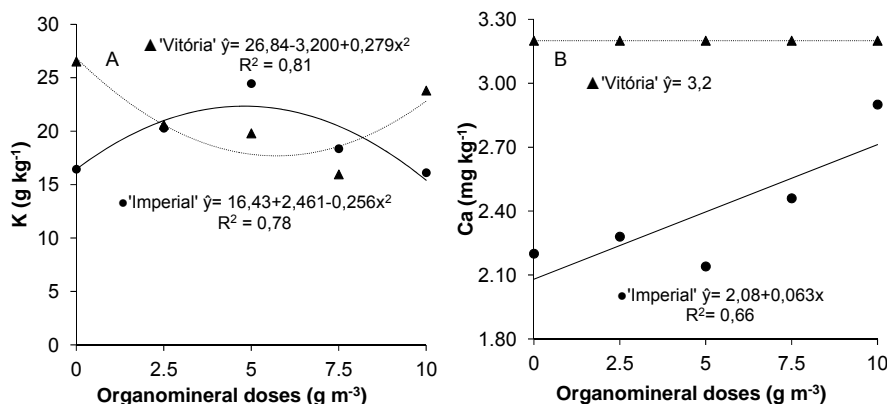 A
▲'Vitória' ŷ= 26,84-3,200+0,279x²
R² = 0,81
●'Imperial' ŷ= 16,43+2,461-0,256x²
R² = 0,78
K (g kg⁻¹)
30
25
20
15
10
5
0
0 2.5 5 7.5 10
Organomineral doses (g m⁻³)
B
▲'Vitória' ŷ= 3,2
●'Imperial' ŷ= 2,08+0,063x
R²= 0,66
Ca (mg kg⁻¹)
3.30
3.00
2.70
2.40
2.10
1.80
0 2.5 5 7.5 10
Organomineral doses (g m⁻³)